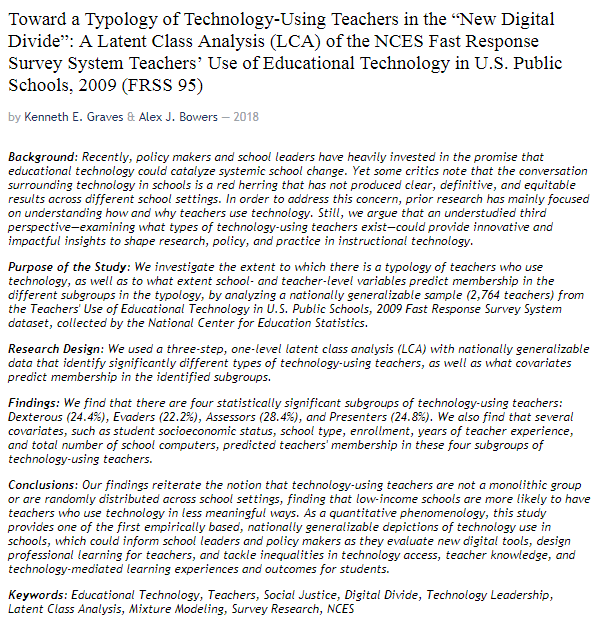 Toward a Typology of Technology-Using Teachers in the “New Digital
Divide”: A Latent Class Analysis (LCA) of the NCES Fast Response
Survey System Teachers’ Use of Educational Technology in U.S. Public
Schools, 2009 (FRSS 95)
by Kenneth E. Graves & Alex J. Bowers — 2018
Background: Recently, policy makers and school leaders have heavily invested in the promise that
educational technology could catalyze systemic school change. Yet some critics note that the conversation
surrounding technology in schools is a red herring that has not produced clear, definitive, and equitable
results across different school settings. In order to address this concern, prior research has mainly focused
on understanding how and why teachers use technology. Still, we argue that an understudied third
perspective—examining what types of technology-using teachers exist—could provide innovative and
impactful insights to shape research, policy, and practice in instructional technology.
Purpose of the Study: We investigate the extent to which there is a typology of teachers who use
technology, as well as to what extent school- and teacher-level variables predict membership in the
different subgroups in the typology, by analyzing a nationally generalizable sample (2,764 teachers) from
the Teachers' Use of Educational Technology in U.S. Public Schools, 2009 Fast Response Survey System
dataset, collected by the National Center for Education Statistics.
Research Design: We used a three-step, one-level latent class analysis (LCA) with nationally generalizable
data that identify significantly different types of technology-using teachers, as well as what covariates
predict membership in the identified subgroups.
Findings: We find that there are four statistically significant subgroups of technology-using teachers:
Dexterous (24.4%), Evaders (22.2%), Assessors (28.4%), and Presenters (24.8%). We also find that several
covariates, such as student socioeconomic status, school type, enrollment, years of teacher experience,
and total number of school computers, predicted teachers' membership in these four subgroups of
technology-using teachers.
Conclusions: Our findings reiterate the notion that technology-using teachers are not a monolithic group
or are randomly distributed across school settings, finding that low-income schools are more likely to have
teachers who use technology in less meaningful ways. As a quantitative phenomenology, this study
provides one of the first empirically based, nationally generalizable depictions of technology use in
schools, which could inform school leaders and policy makers as they evaluate new digital tools, design
professional learning for teachers, and tackle inequalities in technology access, teacher knowledge, and
technology-mediated learning experiences and outcomes for students.
Keywords: Educational Technology, Teachers, Social Justice, Digital Divide, Technology Leadership,
Latent Class Analysis, Mixture Modeling, Survey Research, NCES